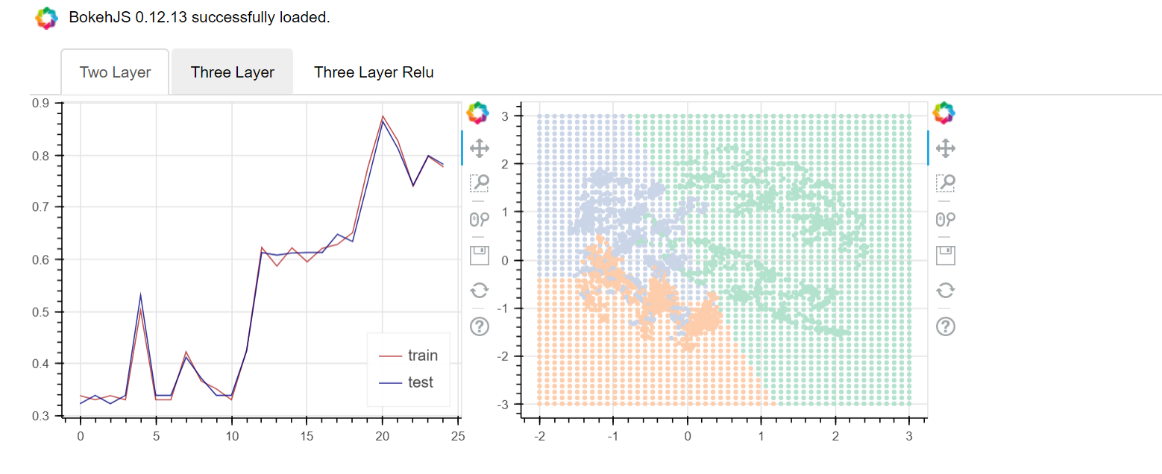 BokehJS 0.12.13 successfully loaded.
Two Layer Three Layer Three Layer Relu
0.9
0.8
0.7
0.6
0.5
0.4
0.3
0 5 10 15 20 25
train
test
3
2
1
0
-1
-2
-3
-2 -1 0 1 2 3